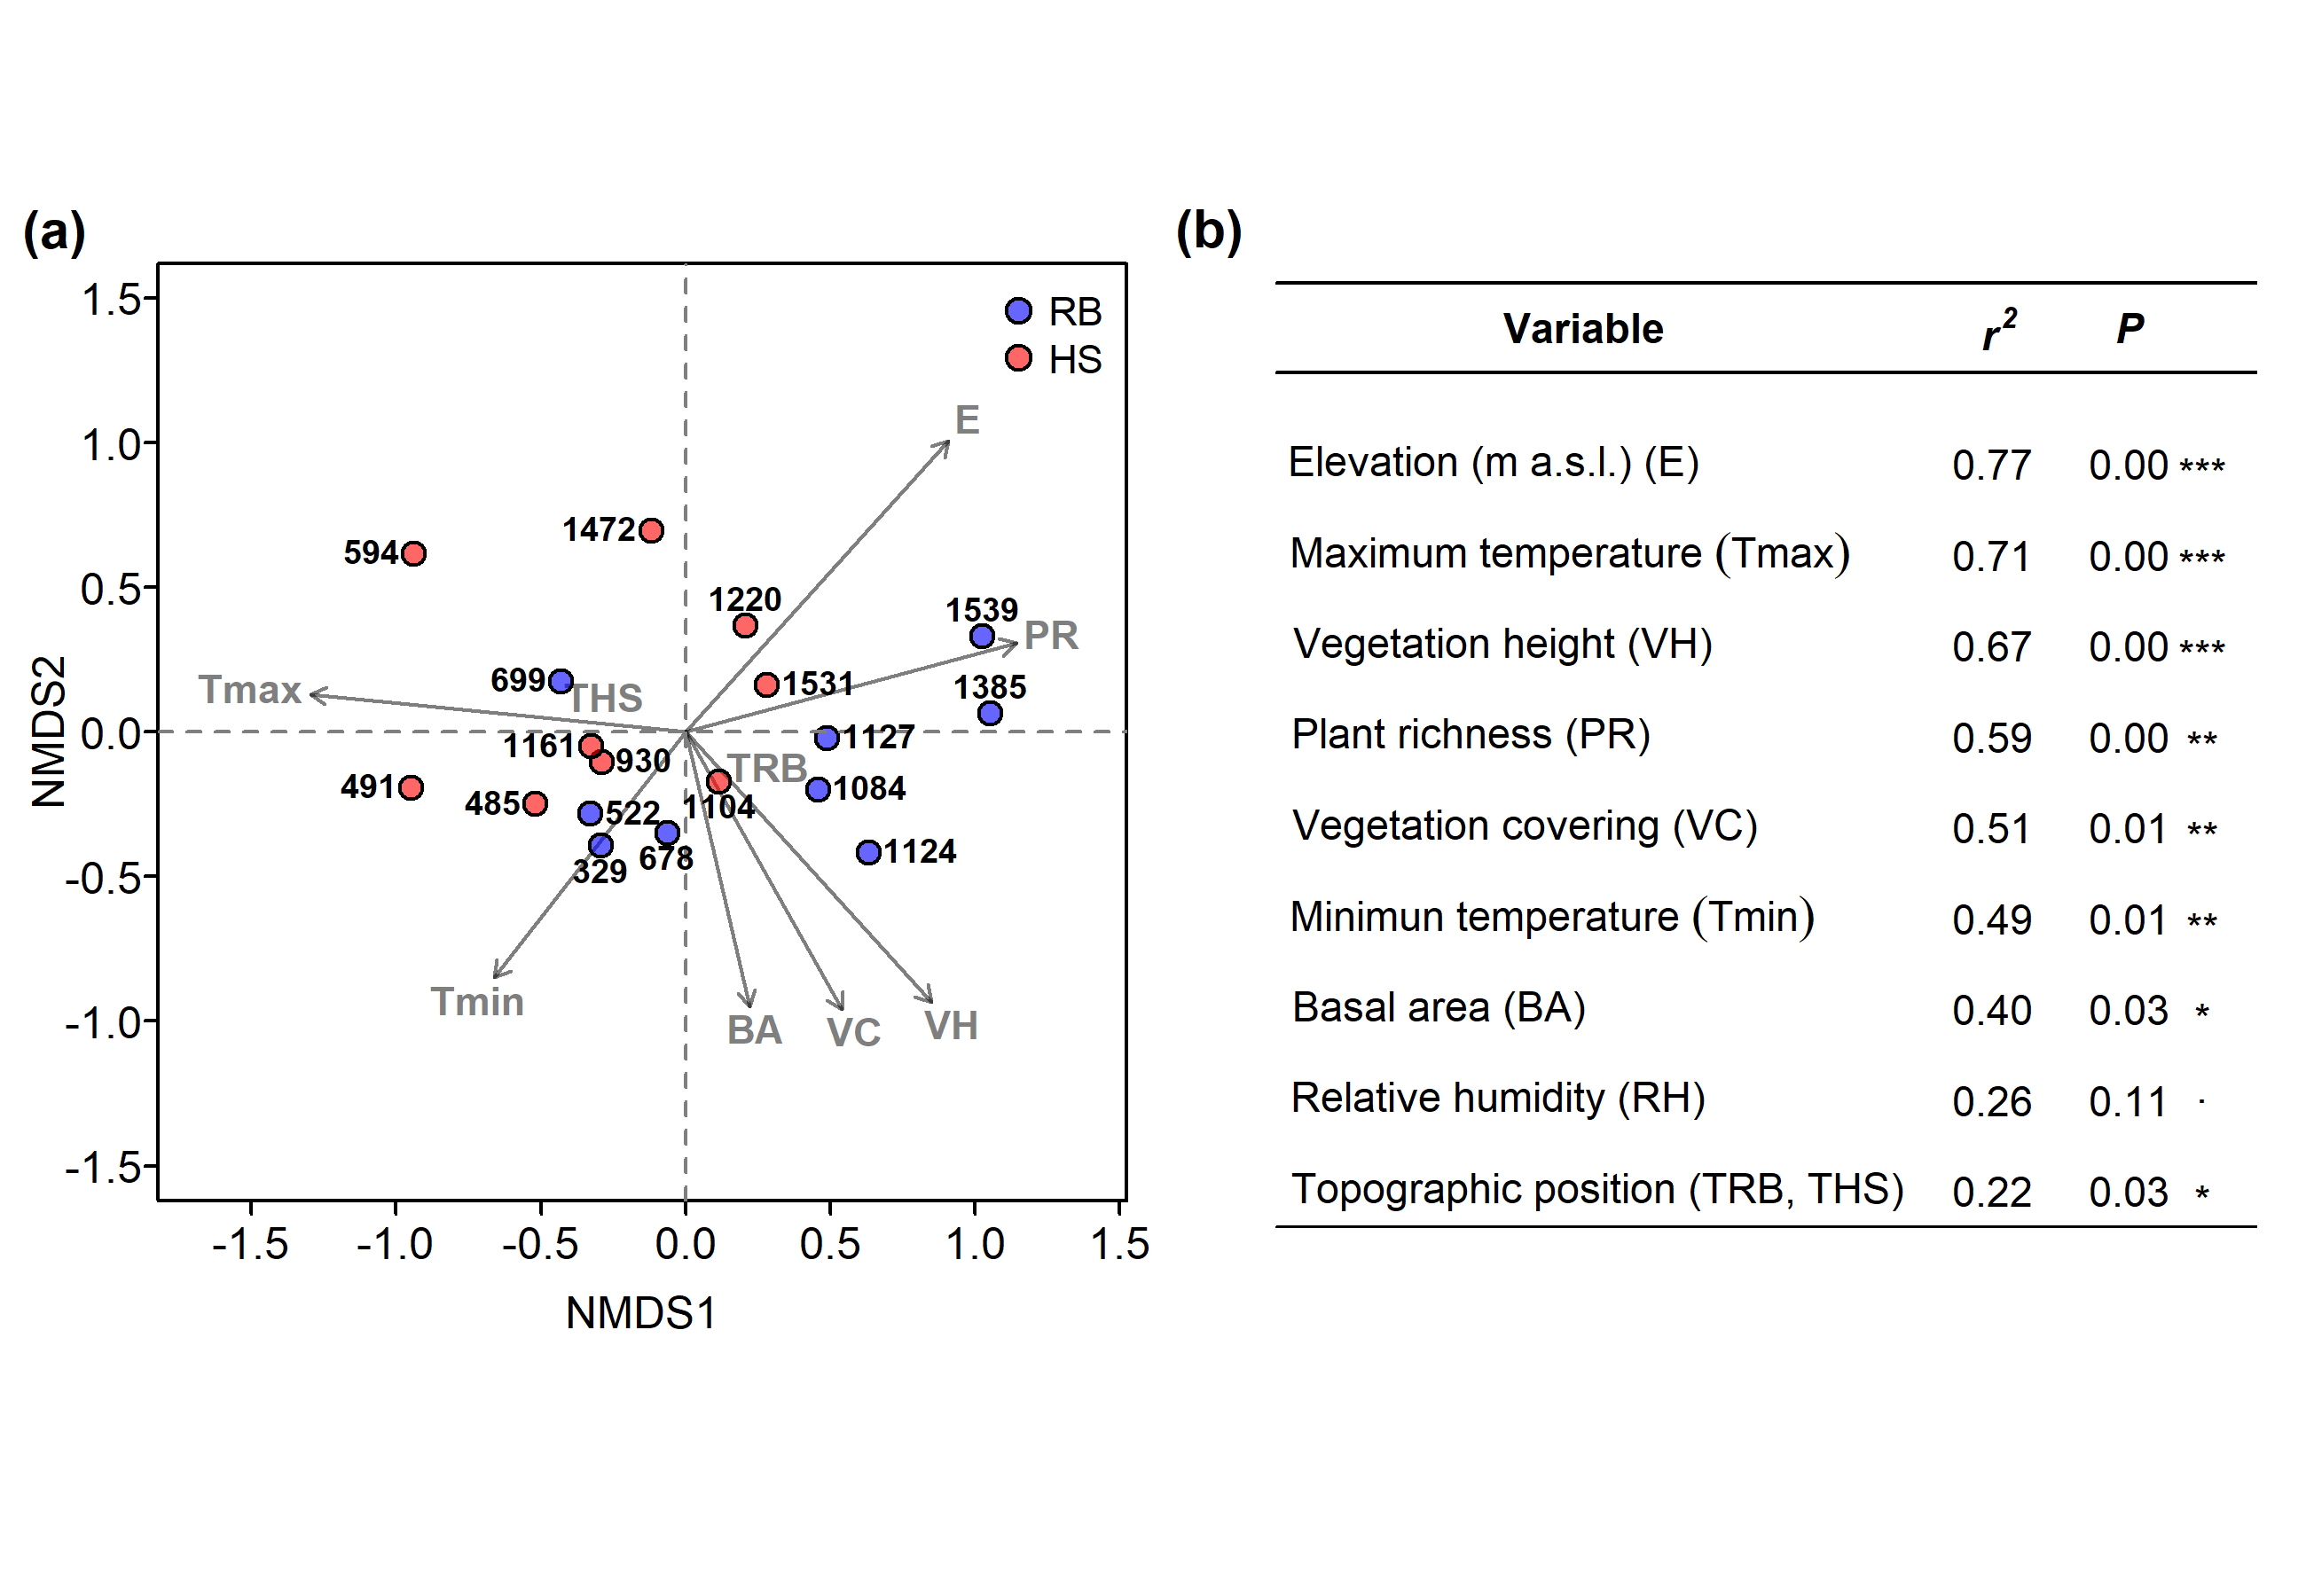 (a)
(b)
1.5
1.0
0.5
0.0
-0.5
-1.0
-1.5
NMDS2
RB
HS
E
1472
594
1220
1539
PR
699
THS
1531
1385
Tmax
1161
930
1127
TRB
491
485
1084
522
1104
329
678
1124
Tmin
BA
VC
VH
-1.5 -1.0 -0.5 0.0 0.5 1.0 1.5
NMDS1
Variable r² P
Elevation (m a.s.l.) (E) 0.77 0.00 ***
Maximum temperature (Tmax) 0.71 0.00 ***
Vegetation height (VH) 0.67 0.00 ***
Plant richness (PR) 0.59 0.00 **
Vegetation covering (VC) 0.51 0.01 **
Minimun temperature (Tmin) 0.49 0.01 **
Basal area (BA) 0.40 0.03 *
Relative humidity (RH) 0.26 0.11 .
Topographic position (TRB, THS) 0.22 0.03 *